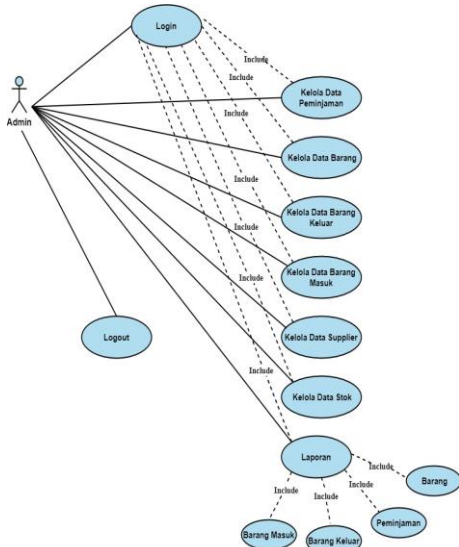 Login
Include
Kelola Data
Peminjaman
Admin
Include
Include
Kelola Data Barang
Include
Kelola Data Barang
Keluar
Include
Kelola Data Barang
Masuk
Include
Logout
Kelola Data Supplier
Include
Kelola Data Stok
Laporan
Include
Barang
Include
Include
Include
Peminjaman
Barang Masuk
Barang Keluar